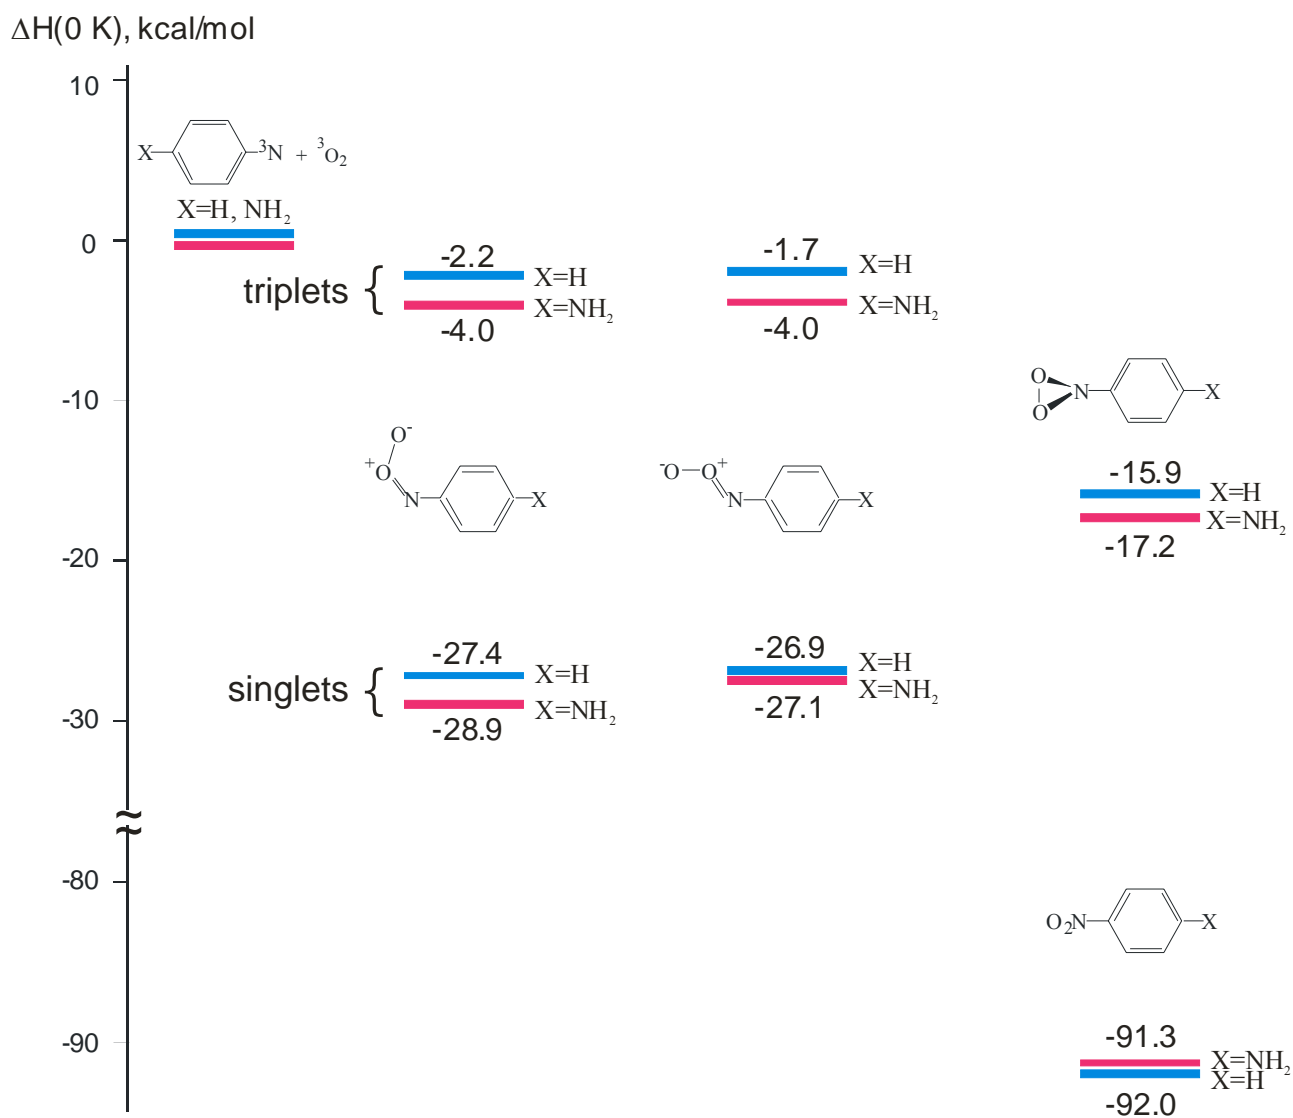 ΔH(0 K), kcal/mol
10
X ³N + ³O₂
X=H, NH₂
0
triplets {
-2.2
X=H
X=NH₂
-4.0
-1.7
X=H
X=NH₂
-4.0
-10
O⁻
⁺O
N X
⁻O O⁺
N X
O
O N X
-15.9
X=H
X=NH₂
-17.2
-20
singlets {
-27.4
X=H
X=NH₂
-28.9
-26.9
X=H
X=NH₂
-27.1
-30
≈
-80
O₂N X
-90
-91.3
X=NH₂
X=H
-92.0